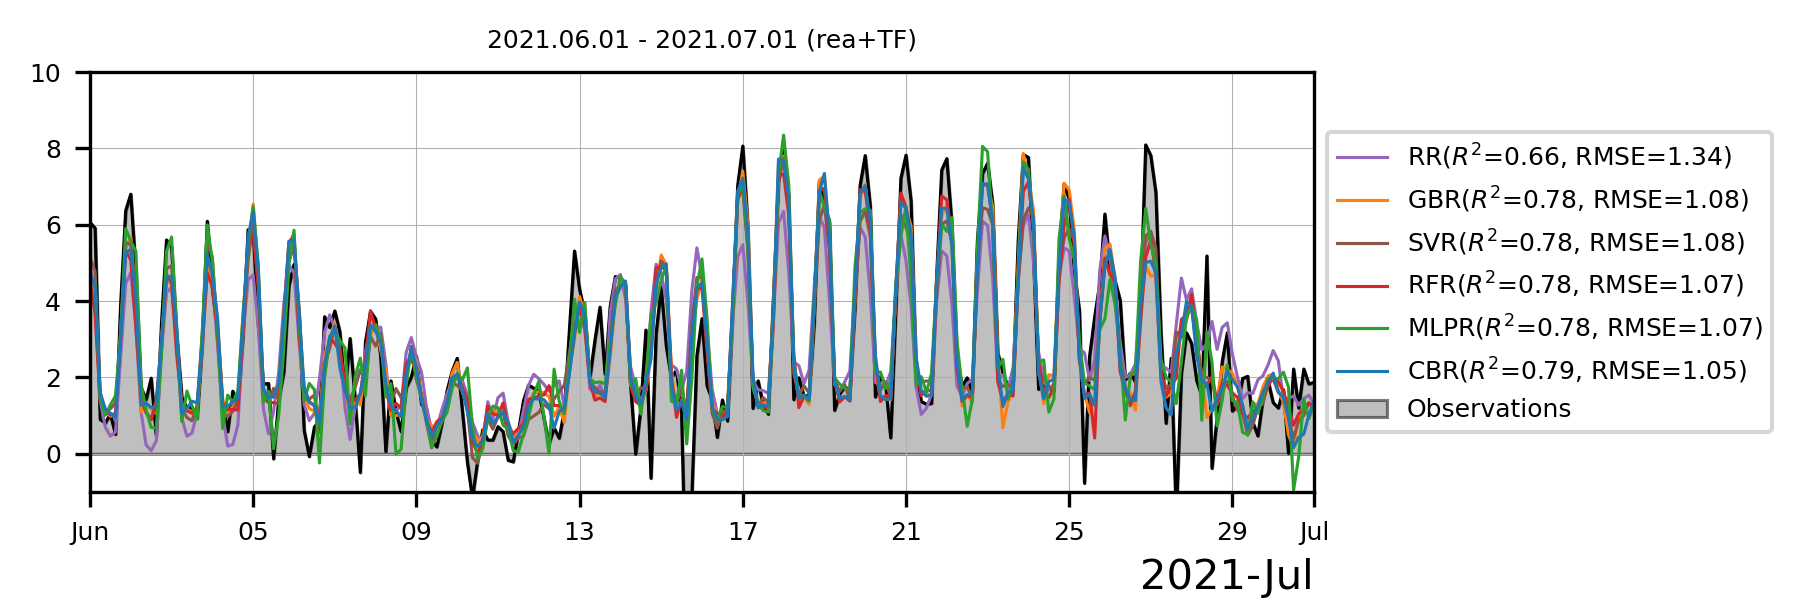 2021.06.01 - 2021.07.01 (rea+TF)
10
8
6
4
2
0
Jun 05 09 13 17 21 25 29 Jul
2021-Jul
RR(R²=0.66, RMSE=1.34)
GBR(R²=0.78, RMSE=1.08)
SVR(R²=0.78, RMSE=1.08)
RFR(R²=0.78, RMSE=1.07)
MLPR(R²=0.78, RMSE=1.07)
CBR(R²=0.79, RMSE=1.05)
Observations